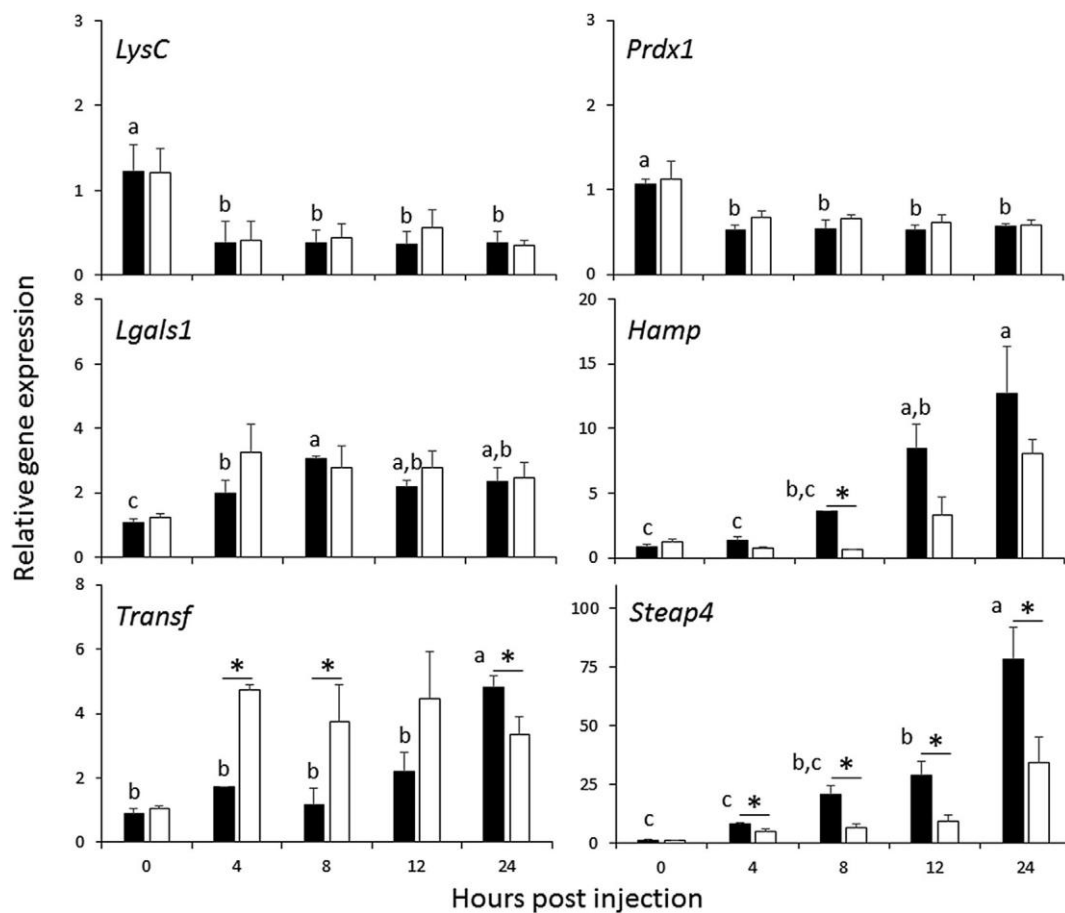 Relative gene expression
LysC
3
2
1
0
a
b
b
b
b
Prdx1
3
2
1
0
a
b
b
b
b
Lgals1
8
6
4
2
0
c
b
a
a,b
a,b
Hamp
20
15
10
5
0
c
c
b,c
*
a,b
a
Transf
8
6
4
2
0
b
b
*
b
*
b
a
*
0 4 8 12 24
Steap4
100
75
50
25
0
c
c
*
b,c
*
b
*
a
*
0 4 8 12 24
Hours post injection